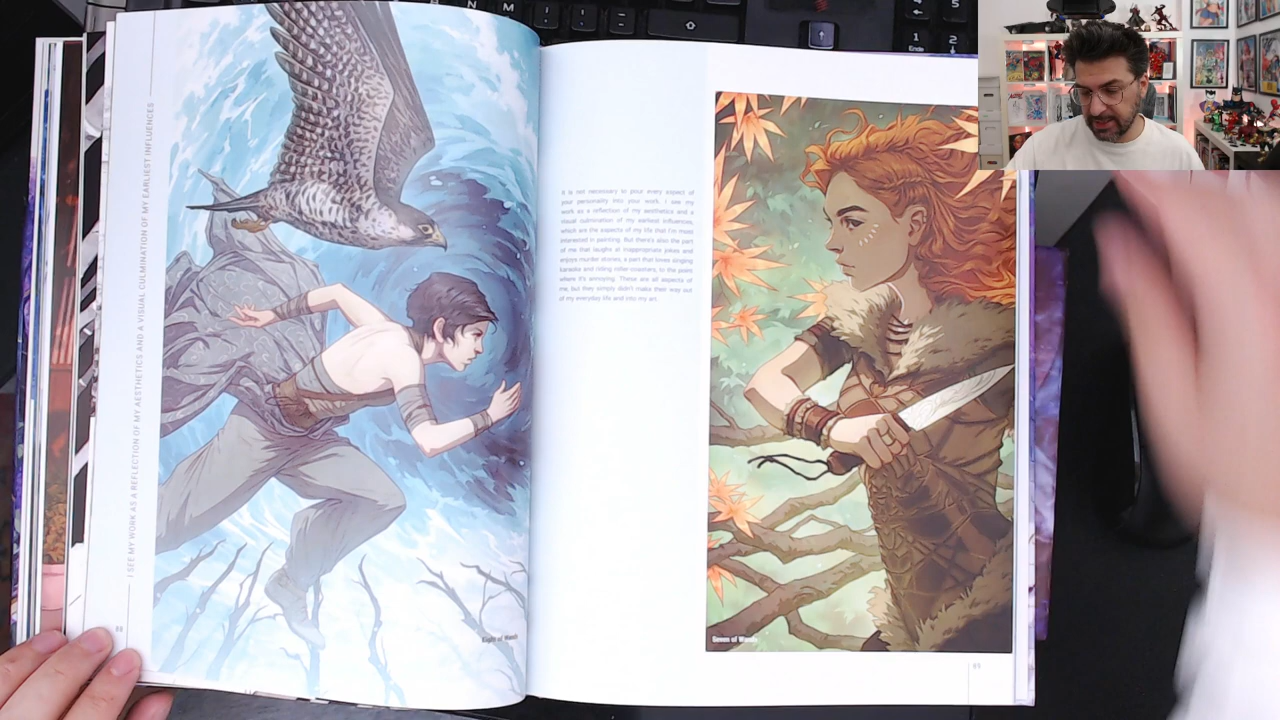 I SEE MY WORK AS A REFLECTION OF MY AESTHETICS AND A VISUAL CULMINATION OF MY EARLIEST INFLUENCES
88
Eight of Wands
It is not necessary to pour every aspect of
your personality into your work. I see my
work as a reflection of my aesthetics and a
visual culmination of my earliest influences,
which are the aspects of my life that I'm most
interested in painting. But there's also the part
of me that laughs at inappropriate jokes and
enjoys murder stories, a part that loves singing
karaoke and riding roller-coasters, to the point
where it's annoying. These are all aspects of
me, but they simply didn't make their way out
of my everyday life and into my art.
Seven of Wands
89